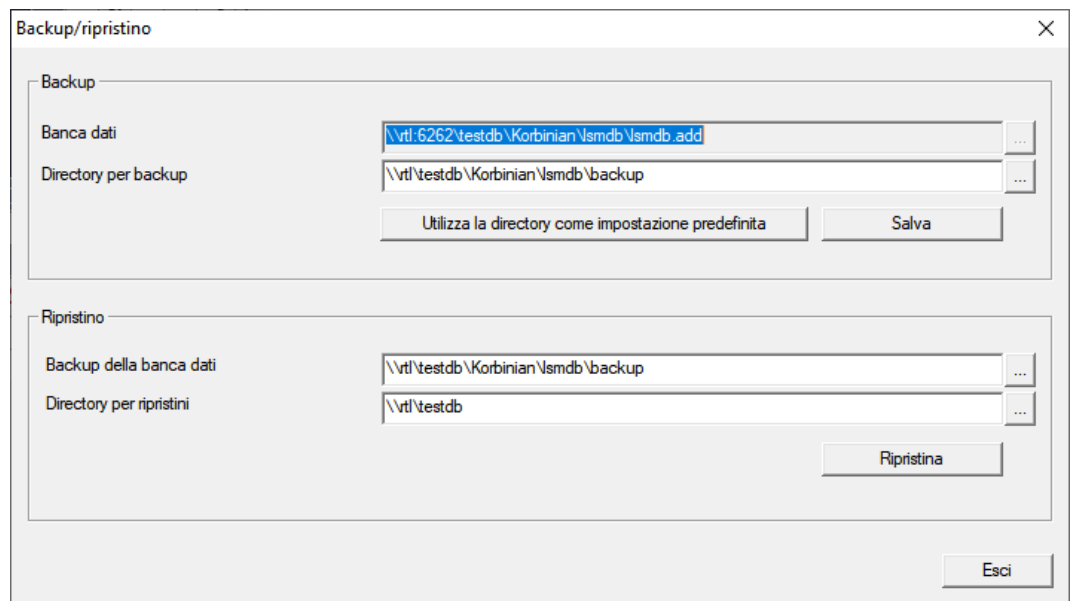 Backup/ripristino
Backup
Banca dati
\\rtl:6262\testdb\Korbinian\lsmdb\lsmdb.add
...
Directory per backup
\\rtl\testdb\Korbinian\lsmdb\backup
...
Utilizza la directory come impostazione predefinita
Salva
Ripristino
Backup della banca dati
\\rtl\testdb\Korbinian\lsmdb\backup
...
Directory per ripristini
\\rtl\testdb
...
Ripristina
Esci